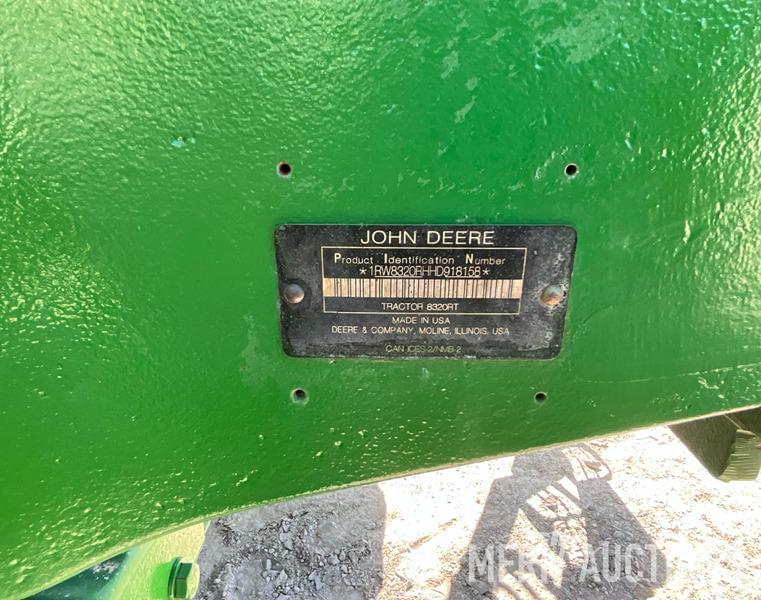 JOHN DEERE
Product Identification Number
*1RW8320RHHD918158*
TRACTOR 8320RT
MADE IN USA
DEERE & COMPANY, MOLINE, ILLINOIS, USA
CAN ICES-2/NMB-2